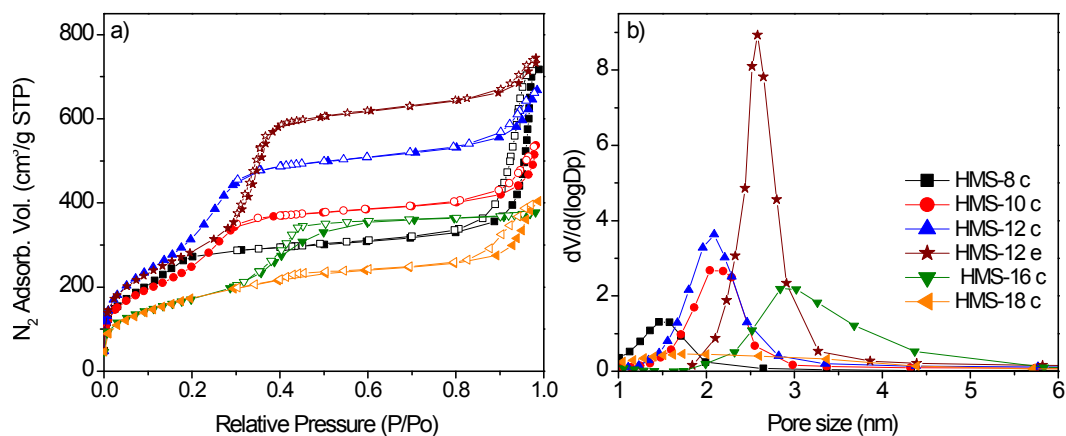 a)
N₂ Adsorb. Vol. (cm³/g STP)
800
600
400
200
0
0.0 0.2 0.4 0.6 0.8 1.0
Relative Pressure (P/Po)
b)
dV/d(logDp)
8
6
4
2
0
1 2 3 4 5 6
Pore size (nm)
HMS-8 c
HMS-10 c
HMS-12 c
HMS-12 e
HMS-16 c
HMS-18 c